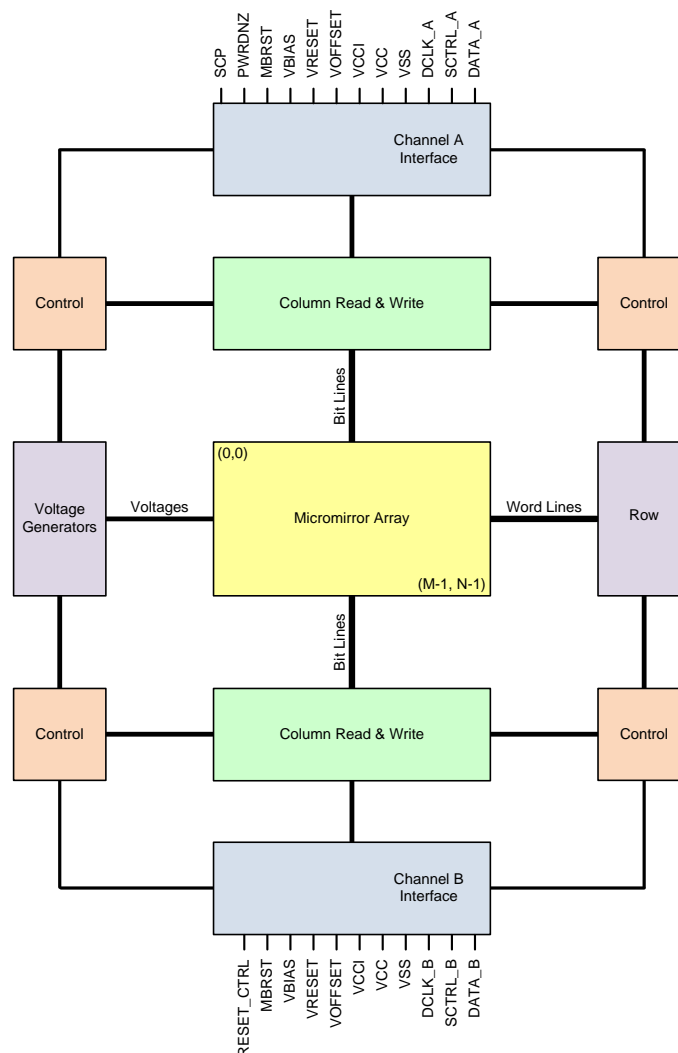 SCP
PWRDNZ
MBRST
VBIAS
VRESET
VOFFSET
VCCI
VCC
VSS
DCLK_A
SCTRL_A
DATA_A
Channel A
Interface
Control
Column Read & Write
Control
Bit Lines
(0,0)
Voltage
Generators
Voltages
Micromirror Array
Word Lines
Row
(M-1, N-1)
Bit Lines
Control
Column Read & Write
Control
Channel B
Interface
RESET_CTRL
MBRST
VBIAS
VRESET
VOFFSET
VCCI
VCC
VSS
DCLK_B
SCTRL_B
DATA_B